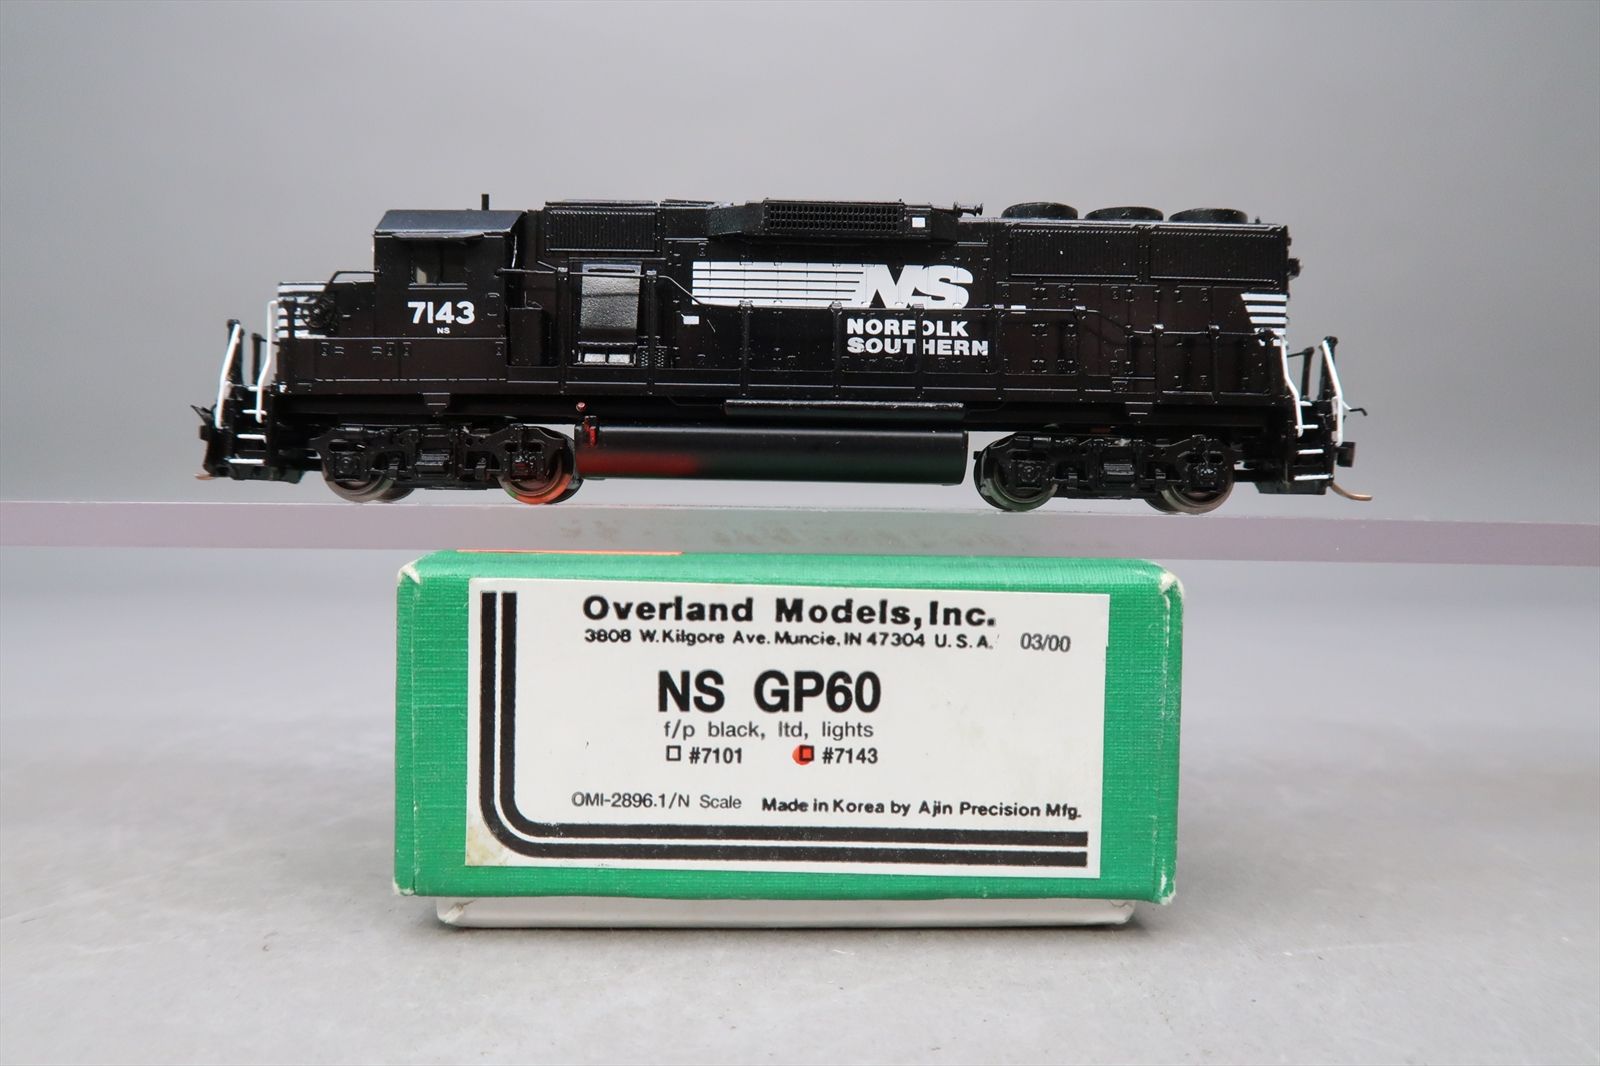 7143
NS
NS
NORFOLK
SOUTHERN
Overland Models, Inc.
3808 W. Kilgore Ave. Muncie, IN 47304 U.S.A. 03/00
NS GP60
f/p black, ltd, lights
#7101 #7143
OMI-2896.1/N Scale Made in Korea by Ajin Precision Mfg.